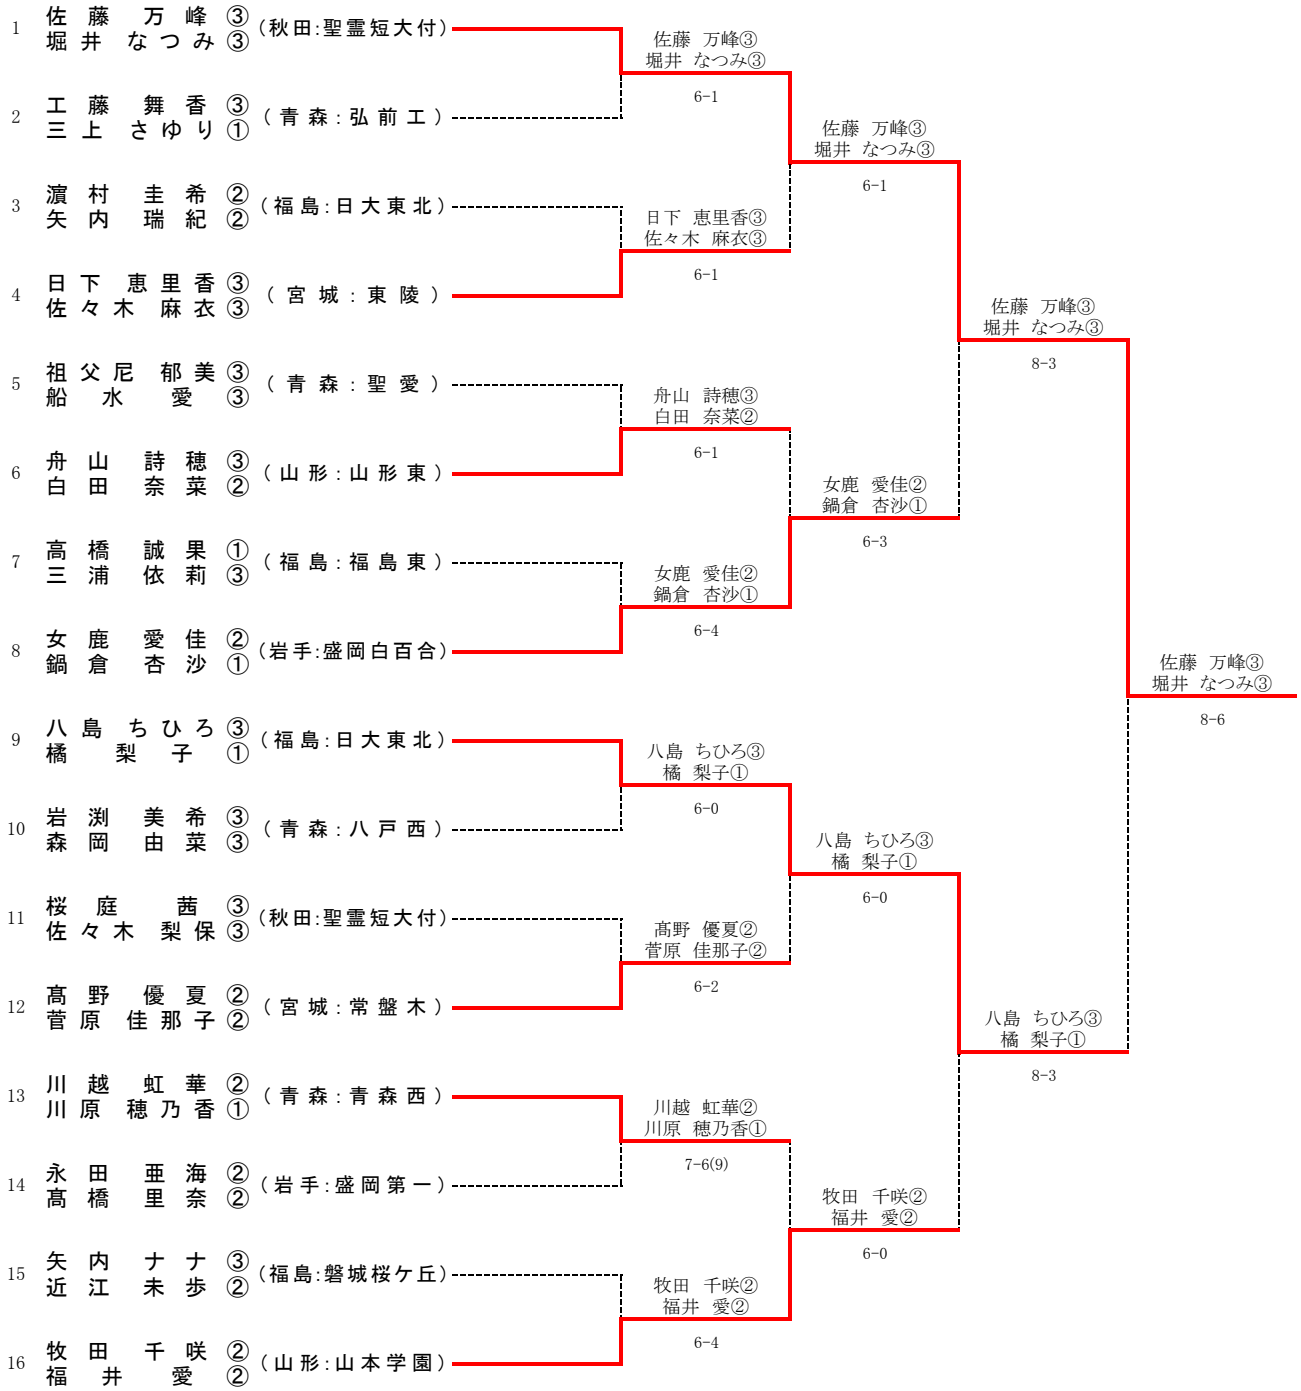 1 佐藤 万峰 ③ (秋田:聖霊短大付)
堀井 なつみ ③
2 工藤 舞香 ③ (青森:弘前工)
三上 さゆり ①
3 濵村 圭希 ② (福島:日大東北)
矢内 瑞紀 ②
4 日下 恵里香 ③ (宮城:東陵)
佐々木 麻衣 ③
5 祖父尼 郁美 ③ (青森:聖愛)
船水 愛 ③
6 舟山 詩穂 ③ (山形:山形東)
白田 奈菜 ②
7 高橋 誠果 ① (福島:福島東)
三浦 依莉 ③
8 女鹿 愛佳 ② (岩手:盛岡白百合)
鍋倉 杏沙 ①
9 八島 ちひろ ③ (福島:日大東北)
橘 梨子 ①
10 岩渕 美希 ③ (青森:八戸西)
森岡 由菜 ③
11 桜庭 茜 ③ (秋田:聖霊短大付)
佐々木 梨保 ③
12 髙野 優夏 ② (宮城:常盤木)
菅原 佳那子 ②
13 川越 虹華 ② (青森:青森西)
川原 穂乃香 ①
14 永田 亜海 ② (岩手:盛岡第一)
髙橋 里奈 ②
15 矢内 ナナ ③ (福島:磐城桜ケ丘)
近江 未歩 ②
16 牧田 千咲 ② (山形:山本学園)
福井 愛 ②
佐藤 万峰③
堀井 なつみ③
6-1
日下 恵里香③
佐々木 麻衣③
6-1
舟山 詩穂③
白田 奈菜②
6-1
女鹿 愛佳②
鍋倉 杏沙①
6-4
八島 ちひろ③
橘 梨子①
6-0
髙野 優夏②
菅原 佳那子②
6-2
川越 虹華②
川原 穂乃香①
7-6(9)
牧田 千咲②
福井 愛②
6-4
佐藤 万峰③
堀井 なつみ③
6-1
女鹿 愛佳②
鍋倉 杏沙①
6-3
八島 ちひろ③
橘 梨子①
6-0
牧田 千咲②
福井 愛②
6-0
佐藤 万峰③
堀井 なつみ③
8-3
八島 ちひろ③
橘 梨子①
8-3
佐藤 万峰③
堀井 なつみ③
8-6